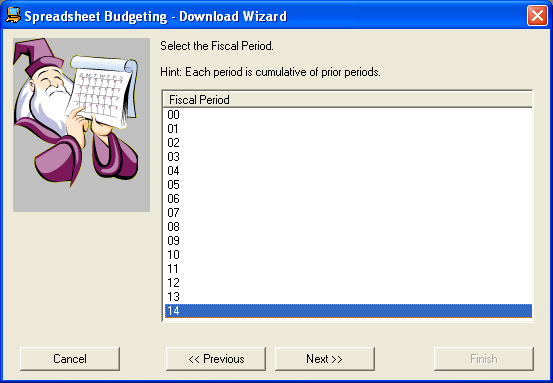 Spreadsheet Budgeting - Download Wizard
Select the Fiscal Period.
Hint: Each period is cumulative of prior periods.
Fiscal Period
00
01
02
03
04
05
06
07
08
09
10
11
12
13
14
Cancel
<< Previous
Next >>
Finish